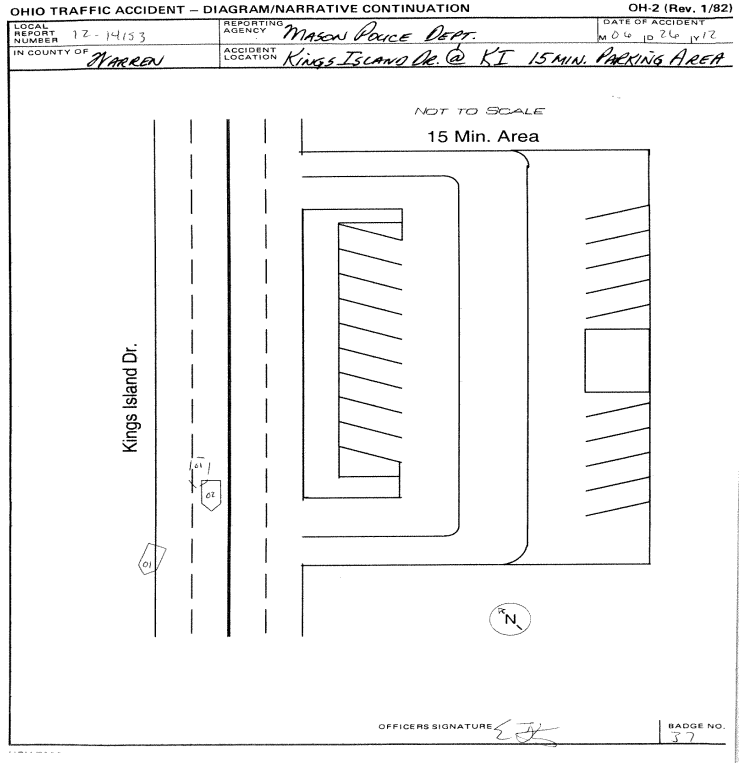 OHIO TRAFFIC ACCIDENT — DIAGRAM/NARRATIVE CONTINUATION OH-2 (Rev. 1/82)
LOCAL REPORT NUMBER 12-14153 REPORTING AGENCY MASON POLICE DEPT. DATE OF ACCIDENT M 06 D 26 Y 12
IN COUNTY OF WARREN ACCIDENT LOCATION KINGS ISLAND DR. @ KI 15 MIN. PARKING AREA
NOT TO SCALE
15 Min. Area
Kings Island Dr.
01
02
01
N
OFFICERS SIGNATURE BADGE NO.
37